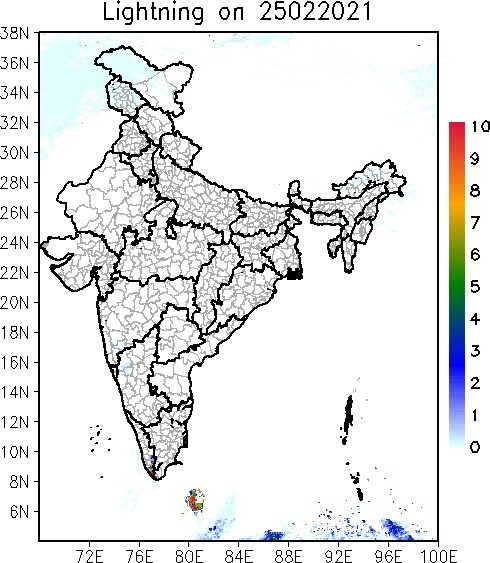 Lightning on 25022021
38N
36N
34N
32N
30N
28N
26N
24N
22N
20N
18N
16N
14N
12N
10N
8N
6N
72E 76E 80E 84E 88E 92E 96E 100E
10
9
8
7
6
5
4
3
2
1
0